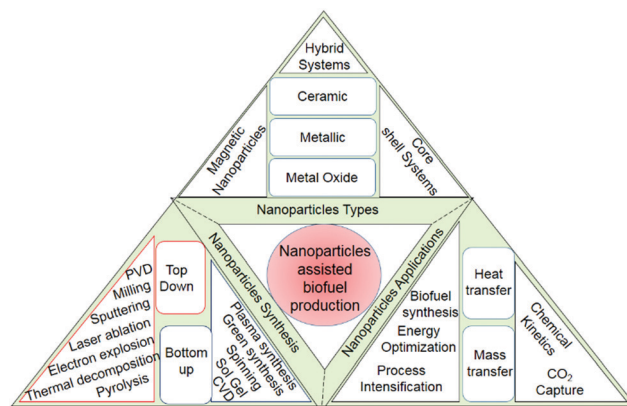 Hybrid
Systems
Ceramic
Metallic
Metal Oxide
Magnetic
Nanoparticles
Core
shell Systems
Nanoparticles Types
Nanoparticles Synthesis
Nanoparticles Applications
Nanoparticles
assisted
biofuel
production
PVD
Milling
Sputtering
Laser ablation
Electron explosion
Thermal decomposition
Pyrolysis
Top
Down
Bottom
up
Plasma synthesis
Green synthesis
Spinning
Sol Gel
CVD
Biofuel
synthesis
Energy
Optimization
Process
Intensification
Heat
transfer
Mass
transfer
Chemical
Kinetics
CO₂
Capture